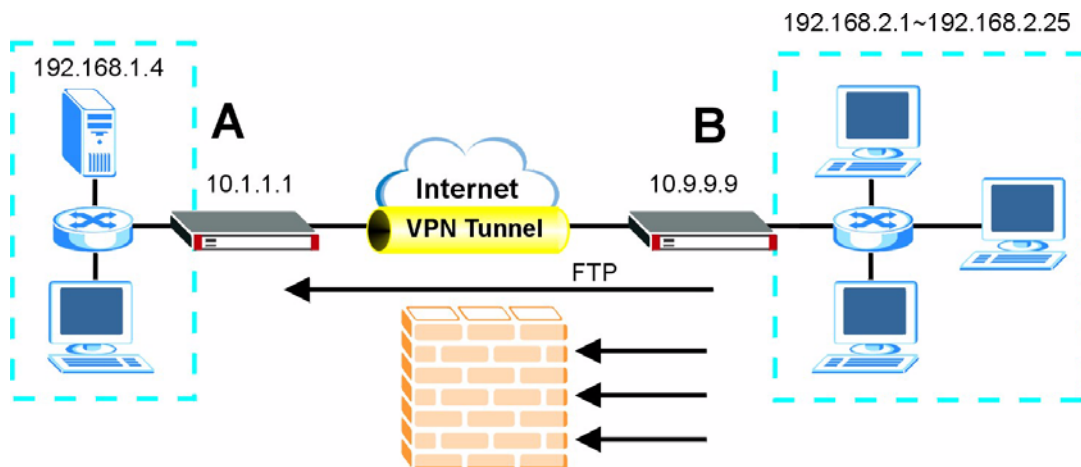 192.168.2.1~192.168.2.25
192.168.1.4
A
B
10.1.1.1
Internet
10.9.9.9
VPN Tunnel
FTP